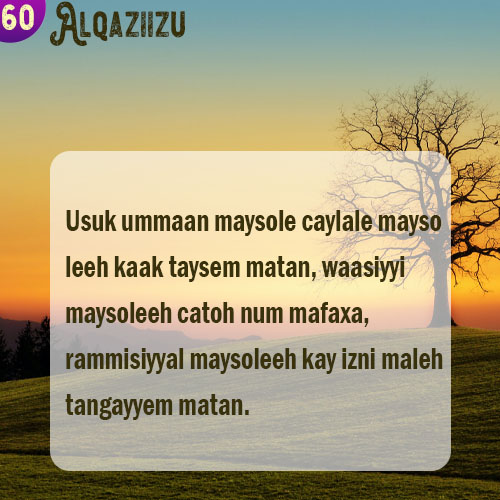 60 Alqaziizu
Usuk ummaan maysole caylale mayso
leeh kaak taysem matan, waasiyyi
maysoleeh catoh num mafaxa,
rammisiyyal maysoleeh kay izni maleh
tangayyem matan.